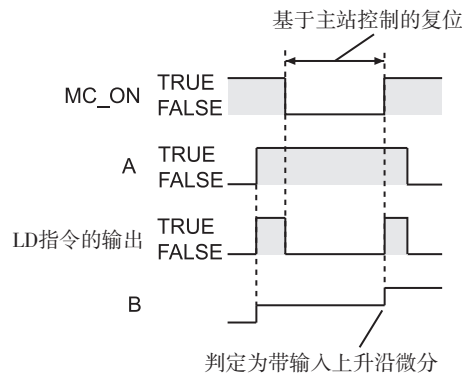 基于主站控制的复位
MC_ON
TRUE
FALSE
A
TRUE
FALSE
LD指令的输出
TRUE
FALSE
B
判定为带输入上升沿微分